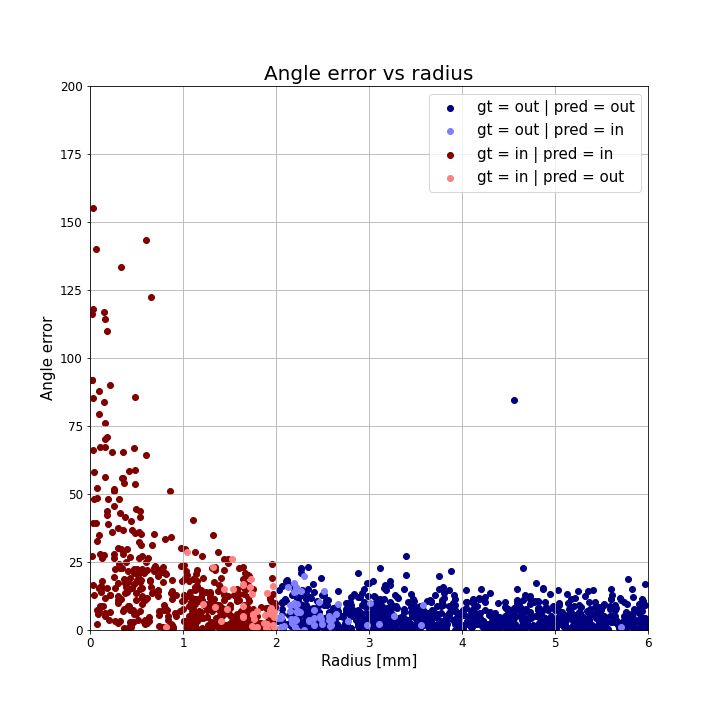 Angle error vs radius
200
175
150
125
100
75
50
25
0
Angle error
gt = out | pred = out
gt = out | pred = in
gt = in | pred = in
gt = in | pred = out
0 1 2 3 4 5 6
Radius [mm]